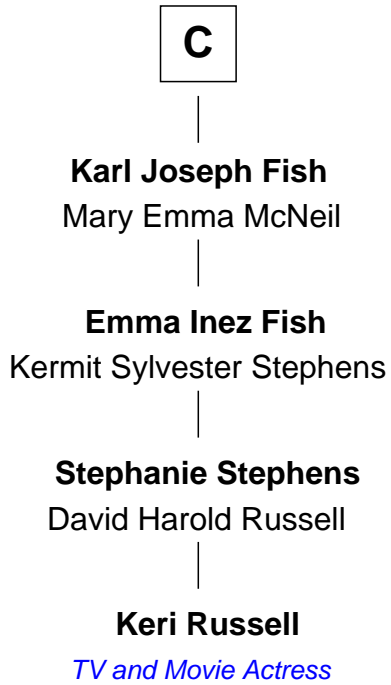 C
Karl Joseph Fish
Mary Emma McNeil
Emma Inez Fish
Kermit Sylvester Stephens
Stephanie Stephens
David Harold Russell
Keri Russell
TV and Movie Actress